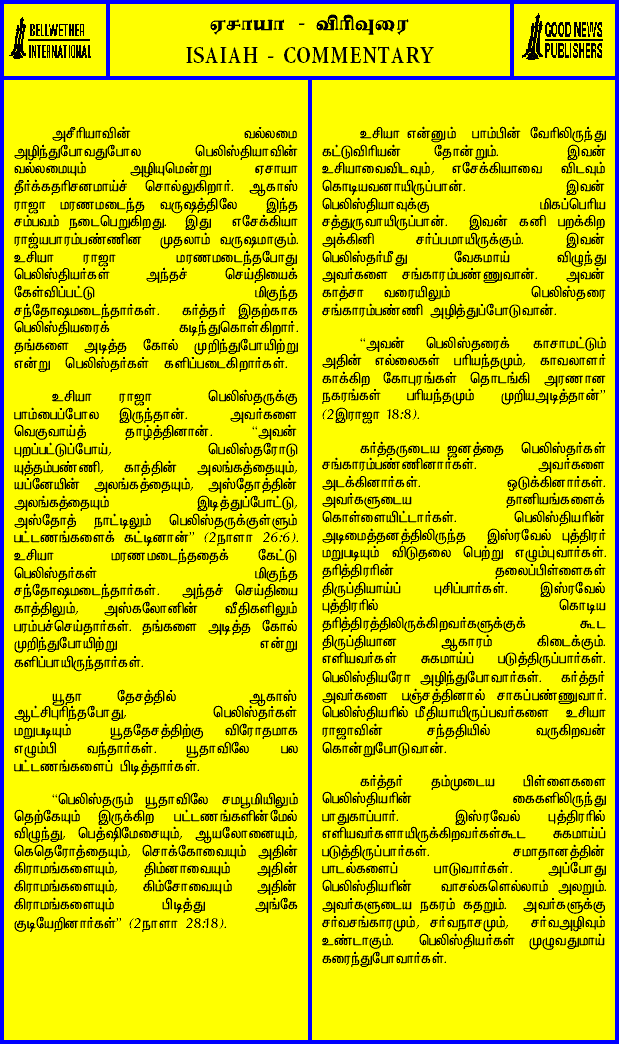 BELLWETHER
INTERNATIONAL
ஏசாயா - விரிவுரை
ISAIAH - COMMENTARY
GOOD NEWS
PUBLISHERS
அசீரியாவின் வல்லமை
அழிந்துபோவதுபோல பெலிஸ்தியாவின்
வல்லமையும் அழியுமென்று ஏசாயா
தீர்க்கதரிசனமாய்ச் சொல்லுகிறார். ஆகாஸ்
ராஜா மரணமடைந்த வருஷத்திலே இந்த
சம்பவம் நடைபெறுகிறது. இது எசேக்கியா
ராஜ்யபாரம்பண்ணின முதலாம் வருஷமாகும்.
உசியா ராஜா மரணமடைந்தபோது
பெலிஸ்தியர்கள் அந்தச் செய்தியைக்
கேள்விப்பட்டு மிகுந்த
சந்தோஷமடைந்தார்கள். கர்த்தர் இதற்காக
பெலிஸ்தியரைக் கடிந்துகொள்கிறார்.
தங்களை அடித்த கோல் முறிந்துபோயிற்று
என்று பெலிஸ்தர்கள் களிப்படைகிறார்கள்.
உசியா ராஜா பெலிஸ்தருக்கு
பாம்பைப்போல இருந்தான். அவர்களை
வெகுவாய்த் தாழ்த்தினான். “அவன்
புறப்பட்டுப்போய், பெலிஸ்தரோடு
யுத்தம்பண்ணி, காத்தின் அலங்கத்தையும்,
யப்னேயின் அலங்கத்தையும், அஸ்தோத்தின்
அலங்கத்தையும் இடித்துப்போட்டு,
அஸ்தோத் நாட்டிலும் பெலிஸ்தருக்குள்ளும்
பட்டணங்களைக் கட்டினான்” (2நாளா 26:6).
உசியா மரணமடைந்ததைக் கேட்டு
பெலிஸ்தர்கள் மிகுந்த
சந்தோஷமடைந்தார்கள். அந்தச் செய்தியை
காத்திலும், அஸ்கலோனின் வீதிகளிலும்
பரம்பச்செய்தார்கள். தங்களை அடித்த கோல்
முறிந்துபோயிற்று என்று
களிப்பாயிருந்தார்கள்.
யூதா தேசத்தில் ஆகாஸ்
ஆட்சிபுரிந்தபோது, பெலிஸ்தர்கள்
மறுபடியும் யூததேசத்திற்கு விரோதமாக
எழும்பி வந்தார்கள். யூதாவிலே பல
பட்டணங்களைப் பிடித்தார்கள்.
“பெலிஸ்தரும் யூதாவிலே சமபூமியிலும்
தெற்கேயும் இருக்கிற பட்டணங்களின்மேல்
விழுந்து, பெத்ஷிமேசையும், ஆயலோனையும்,
கெதெரோத்தையும், சொக்கோவையும் அதின்
கிராமங்களையும், திம்னாவையும் அதின்
கிராமங்களையும், கிம்சோவையும் அதின்
கிராமங்களையும் பிடித்து அங்கே
குடியேறினார்கள்” (2நாளா 28:18).
உசியா என்னும் பாம்பின் வேரிலிருந்து
கட்டுவிரியன் தோன்றும். இவன்
உசியாவைவிடவும், எசேக்கியாவை விடவும்
கொடியவனாயிருப்பான். இவன்
பெலிஸ்தியாவுக்கு மிகப்பெரிய
சத்துருவாயிருப்பான். இவன் கனி பறக்கிற
அக்கினி சர்ப்பமாயிருக்கும். இவன்
பெலிஸ்தர்மீது வேகமாய் விழுந்து
அவர்களை சங்காரம்பண்ணுவான். அவன்
காத்சா வரையிலும் பெலிஸ்தரை
சங்காரம்பண்ணி அழித்துப்போடுவான்.
“அவன் பெலிஸ்தரைக் காசாமட்டும்
அதின் எல்லைகள் பரியந்தமும், காவலாளர்
காக்கிற கோபுரங்கள் தொடங்கி அரணான
நகரங்கள் பரியந்தமும் முறியஅடித்தான்”
(2இராஜா 18:8).
கர்த்தருடைய ஜனத்தை பெலிஸ்தர்கள்
சங்காரம்பண்ணினார்கள். அவர்களை
அடக்கினார்கள். ஒடுக்கினார்கள்.
அவர்களுடைய தானியங்களைக்
கொள்ளையிட்டார்கள். பெலிஸ்தியரின்
அடிமைத்தனத்திலிருந்த இஸ்ரவேல் புத்திரர்
மறுபடியும் விடுதலை பெற்று எழும்புவார்கள்.
தரித்திரரின் தலைப்பிள்ளைகள்
திருப்தியாய்ப் புசிப்பார்கள். இஸ்ரவேல்
புத்திரரில் கொடிய
தரித்திரத்திலிருக்கிறவர்களுக்குக் கூட
திருப்தியான ஆகாரம் கிடைக்கும்.
எளியவர்கள் சுகமாய்ப் படுத்திருப்பார்கள்.
பெலிஸ்தியரோ அழிந்துபோவார்கள். கர்த்தர்
அவர்களை பஞ்சத்தினால் சாகப்பண்ணுவார்.
பெலிஸ்தியரில் மீதியாயிருப்பவர்களை உசியா
ராஜாவின் சந்ததியில் வருகிறவன்
கொன்றுபோடுவான்.
கர்த்தர் தம்முடைய பிள்ளைகளை
பெலிஸ்தியரின் கைகளிலிருந்து
பாதுகாப்பார். இஸ்ரவேல் புத்திரரில்
எளியவர்களாயிருக்கிறவர்கள்கூட சுகமாய்ப்
படுத்திருப்பார்கள். சமாதானத்தின்
பாடல்களைப் பாடுவார்கள். அப்போது
பெலிஸ்தியரின் வாசல்களெல்லாம் அலறும்.
அவர்களுடைய நகரம் கதறும். அவர்களுக்கு
சர்வசங்காரமும், சர்வநாசமும், சர்வஅழிவும்
உண்டாகும். பெலிஸ்தியர்கள் முழுவதுமாய்
கரைந்துபோவார்கள்.